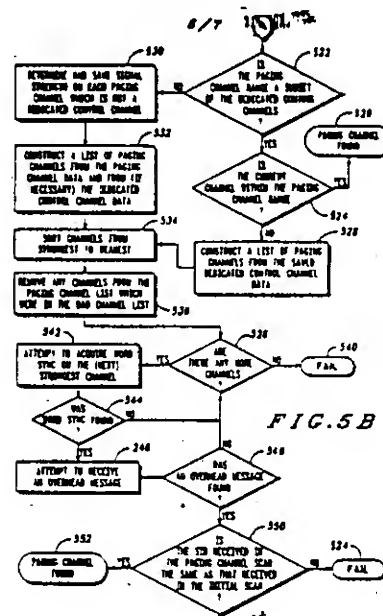 6/7
522
IS
THE PAGING
CHANNEL RANGE A SUBSET
OF THE DEDICATED CONTROL
CHANNELS ?
NO
YES
530
DETERMINE AND SAVE SIGNAL
STRENGTH ON EACH PAGING
CHANNEL WHICH IS NOT A
DEDICATED CONTROL CHANNEL
PAGING CHANNEL
FOUND
532
CONSTRUCT A LIST OF PAGING
CHANNELS FROM THE PAGING
CHANNEL DATA AND FROM (IF
NECESSARY) THE DEDICATED
CONTROL CHANNEL DATA
IS
THE CURRENT
CHANNEL WITHIN THE PAGING
CHANNEL RANGE
?
YES
524
NO
528
534
SORT CHANNELS FROM
STRONGEST TO WEAKEST
CONSTRUCT A LIST OF PAGING
CHANNELS FROM THE SAVED
DEDICATED CONTROL CHANNEL
DATA
536
REMOVE ANY CHANNELS FROM THE
PAGING CHANNEL LIST WHICH
WERE IN THE BAD CHANNEL LIST
542
538
ATTEMPT TO ACQUIRE WORD
SYNC ON THE (NEXT)
STRONGEST CHANNEL
YES
ARE
THERE ANY MORE
CHANNELS
?
NO
540
FAIL
544
WAS
WORD SYNC FOUND
?
NO
YES
FIG.5B
546
ATTEMPT TO RECEIVE
AN OVERHEAD MESSAGE
NO
548
WAS
AN OVERHEAD MESSAGE
FOUND
?
YES
550
552
PAGING CHANNEL
FOUND
YES
IS
THE SID RECEIVED IN
THE PAGING CHANNEL SCAN
THE SAME AS THAT RECEIVED
IN THE INITIAL SCAN
?
NO
FAIL